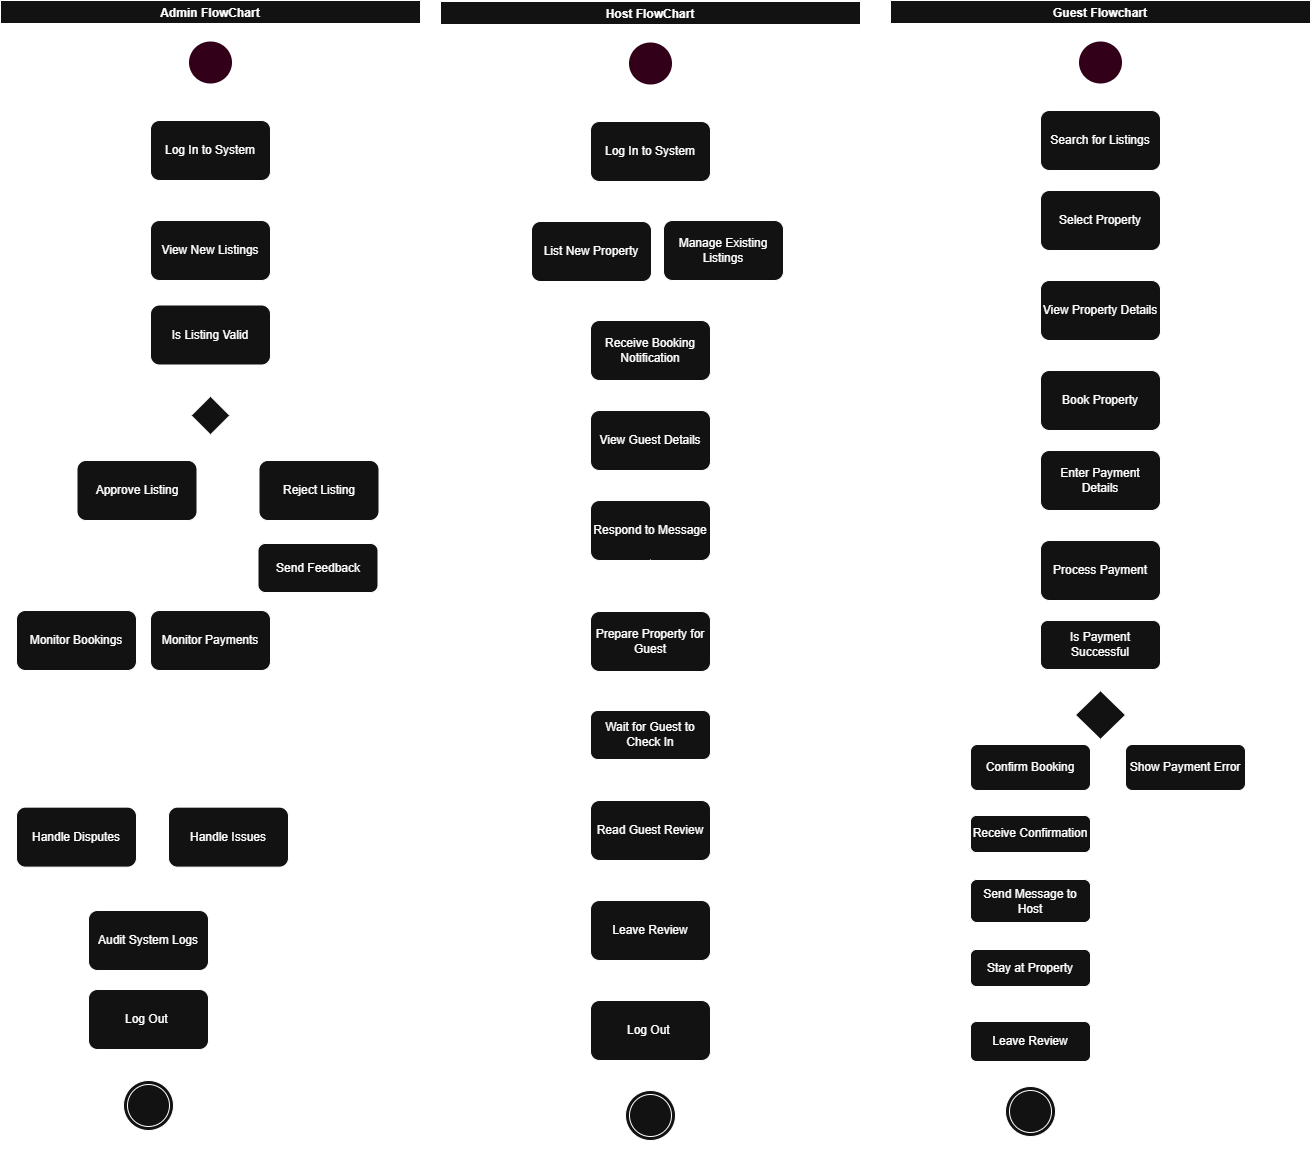 Admin FlowChart
Log In to System
View New Listings
Is Listing Valid
Approve Listing
Reject Listing
Send Feedback
Monitor Bookings
Monitor Payments
Handle Disputes
Handle Issues
Audit System Logs
Log Out
Host FlowChart
Log In to System
List New Property
Manage Existing
Listings
Receive Booking
Notification
View Guest Details
Respond to Message
Prepare Property for
Guest
Wait for Guest to
Check In
Read Guest Review
Leave Review
Log Out
Guest Flowchart
Search for Listings
Select Property
View Property Details
Book Property
Enter Payment
Details
Process Payment
Is Payment
Successful
Confirm Booking
Show Payment Error
Receive Confirmation
Send Message to
Host
Stay at Property
Leave Review